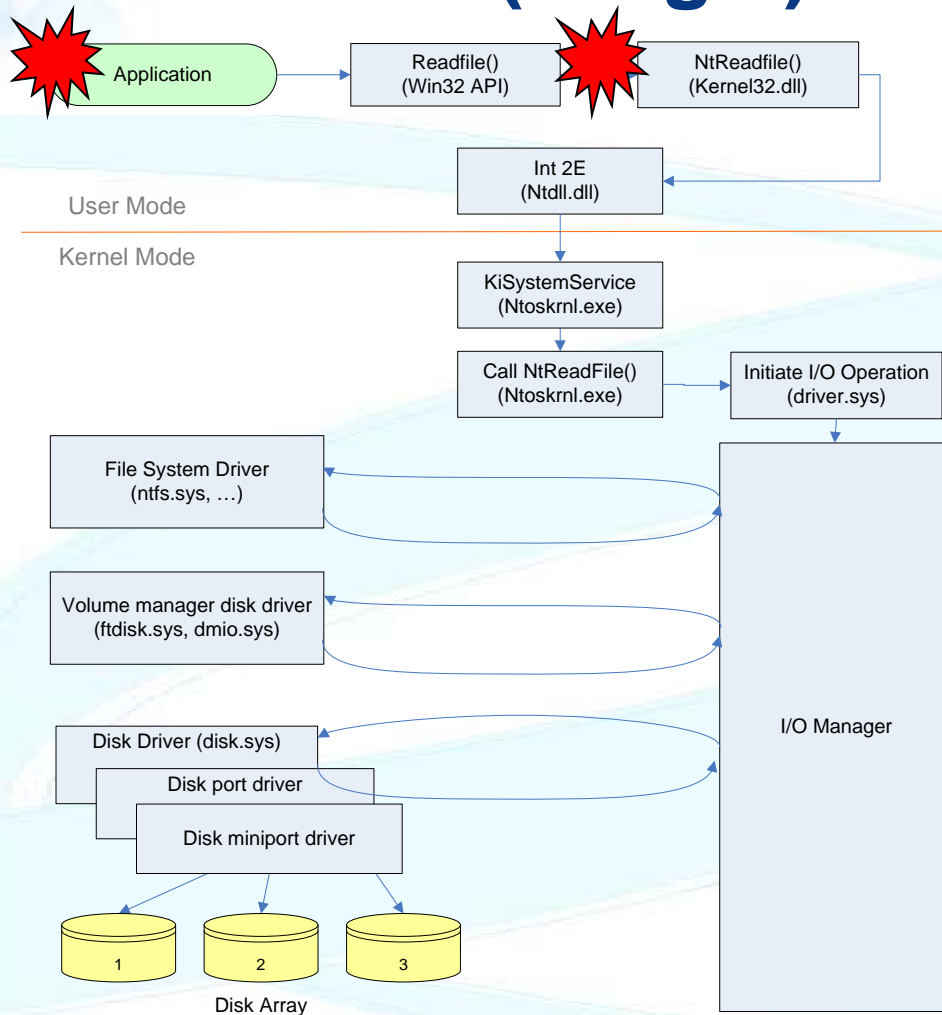 Application
Readfile()
(Win32 API)
NtReadfile()
(Kernel32.dll)
Int 2E
(Ntdll.dll)
User Mode
Kernel Mode
KiSystemService
(Ntoskrnl.exe)
Call NtReadFile()
(Ntoskrnl.exe)
Initiate I/O Operation
(driver.sys)
File System Driver
(ntfs.sys, …)
Volume manager disk driver
(ftdisk.sys, dmio.sys)
I/O Manager
Disk Driver (disk.sys)
Disk port driver
Disk miniport driver
1
2
3
Disk Array